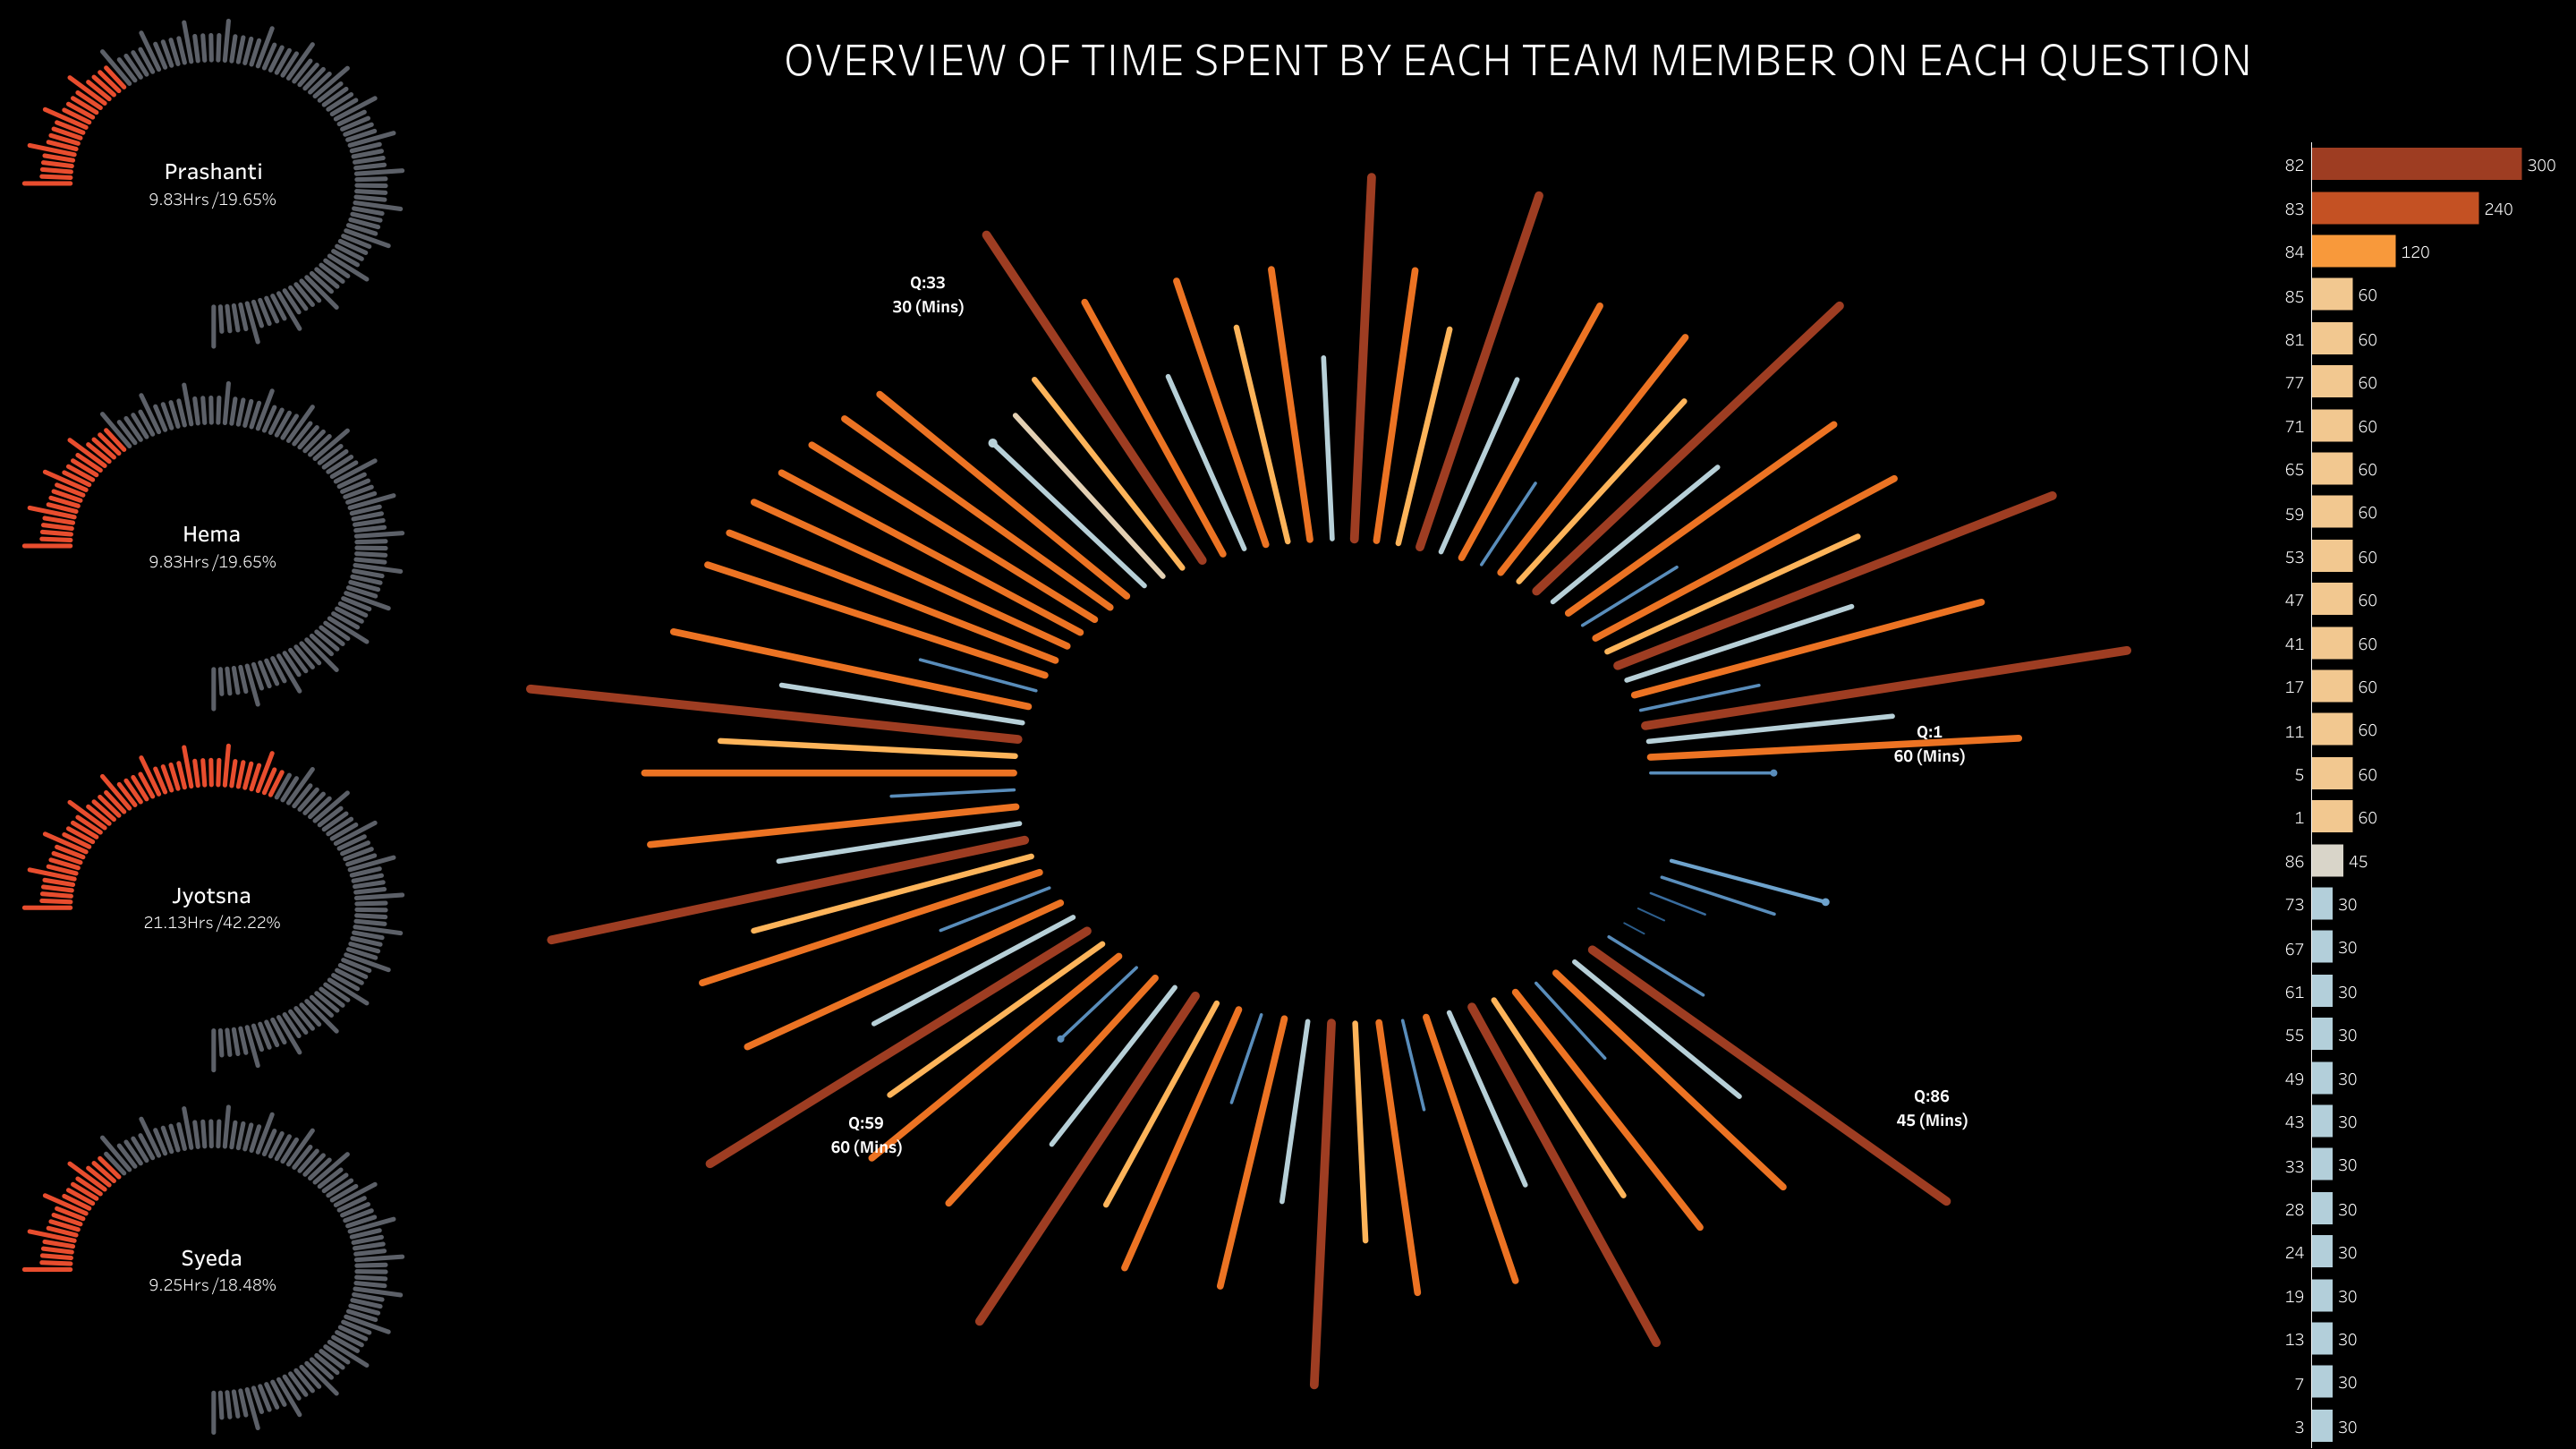 OVERVIEW OF TIME SPENT BY EACH TEAM MEMBER ON EACH QUESTION
Prashanti
9.83Hrs /19.65%
Hema
9.83Hrs /19.65%
Jyotsna
21.13Hrs /42.22%
Syeda
9.25Hrs /18.48%
Q:33
30 (Mins)
Q:1
60 (Mins)
Q:59
60 (Mins)
Q:86
45 (Mins)
82 300
83 240
84 120
85 60
81 60
77 60
71 60
65 60
59 60
53 60
47 60
41 60
17 60
11 60
5 60
1 60
86 45
73 30
67 30
61 30
55 30
49 30
43 30
33 30
28 30
24 30
19 30
13 30
7 30
3 30